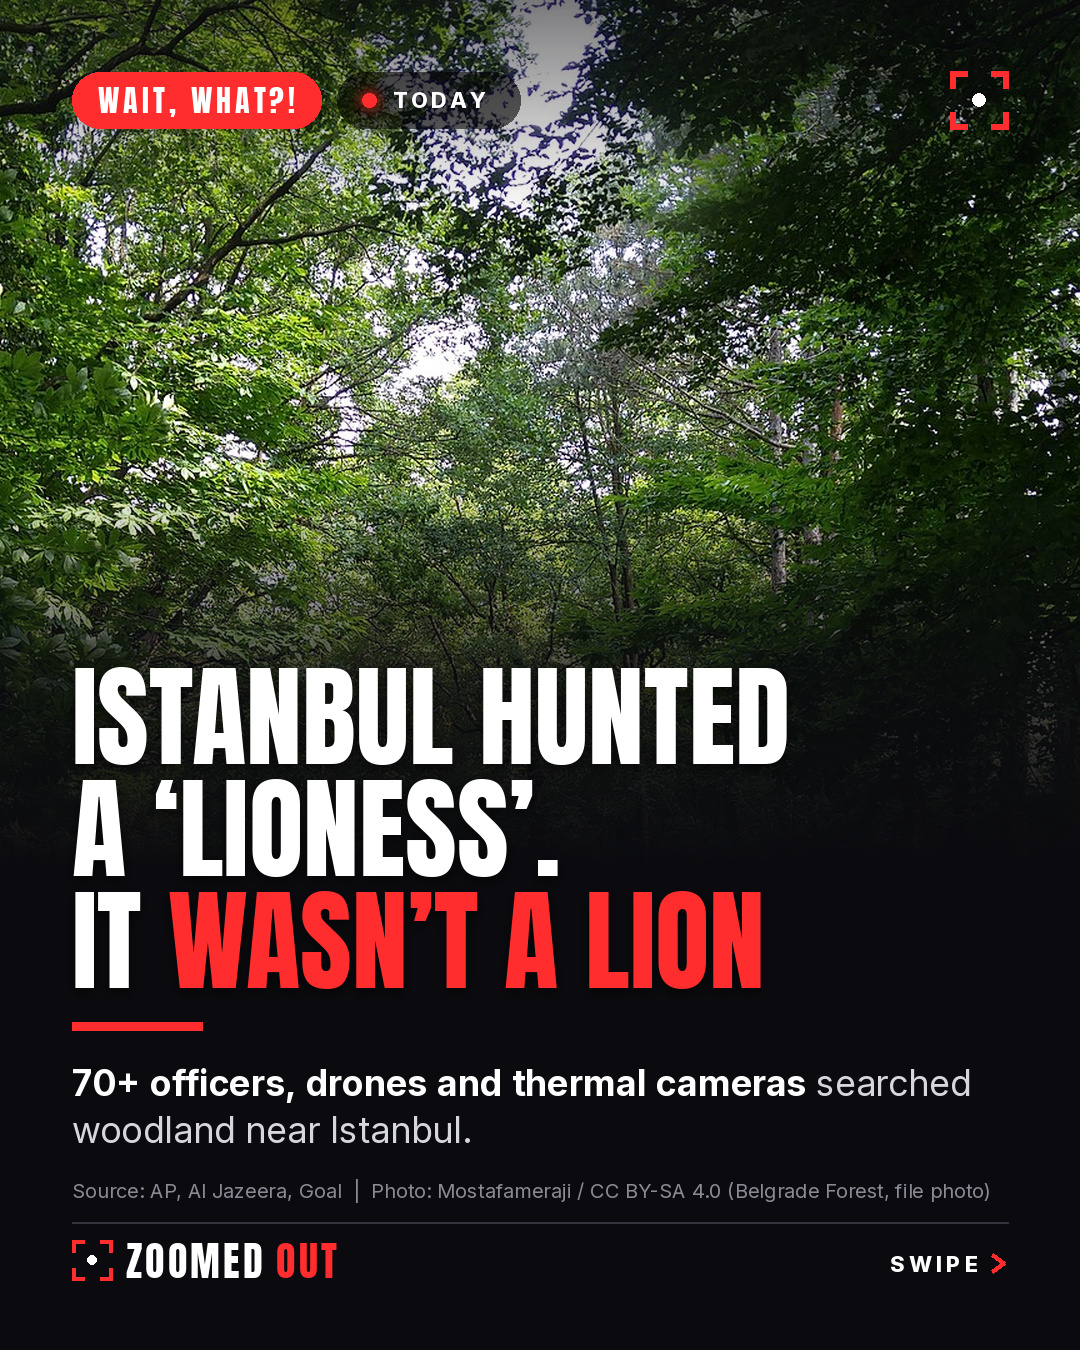 WAIT, WHAT?!
TODAY
ISTANBUL HUNTED
A ‘LIONESS’.
IT WASN’T A LION
70+ officers, drones and thermal cameras searched
woodland near Istanbul.
Source: AP, Al Jazeera, Goal | Photo: Mostafameraji / CC BY-SA 4.0 (Belgrade Forest, file photo)
ZOOMED OUT
SWIPE